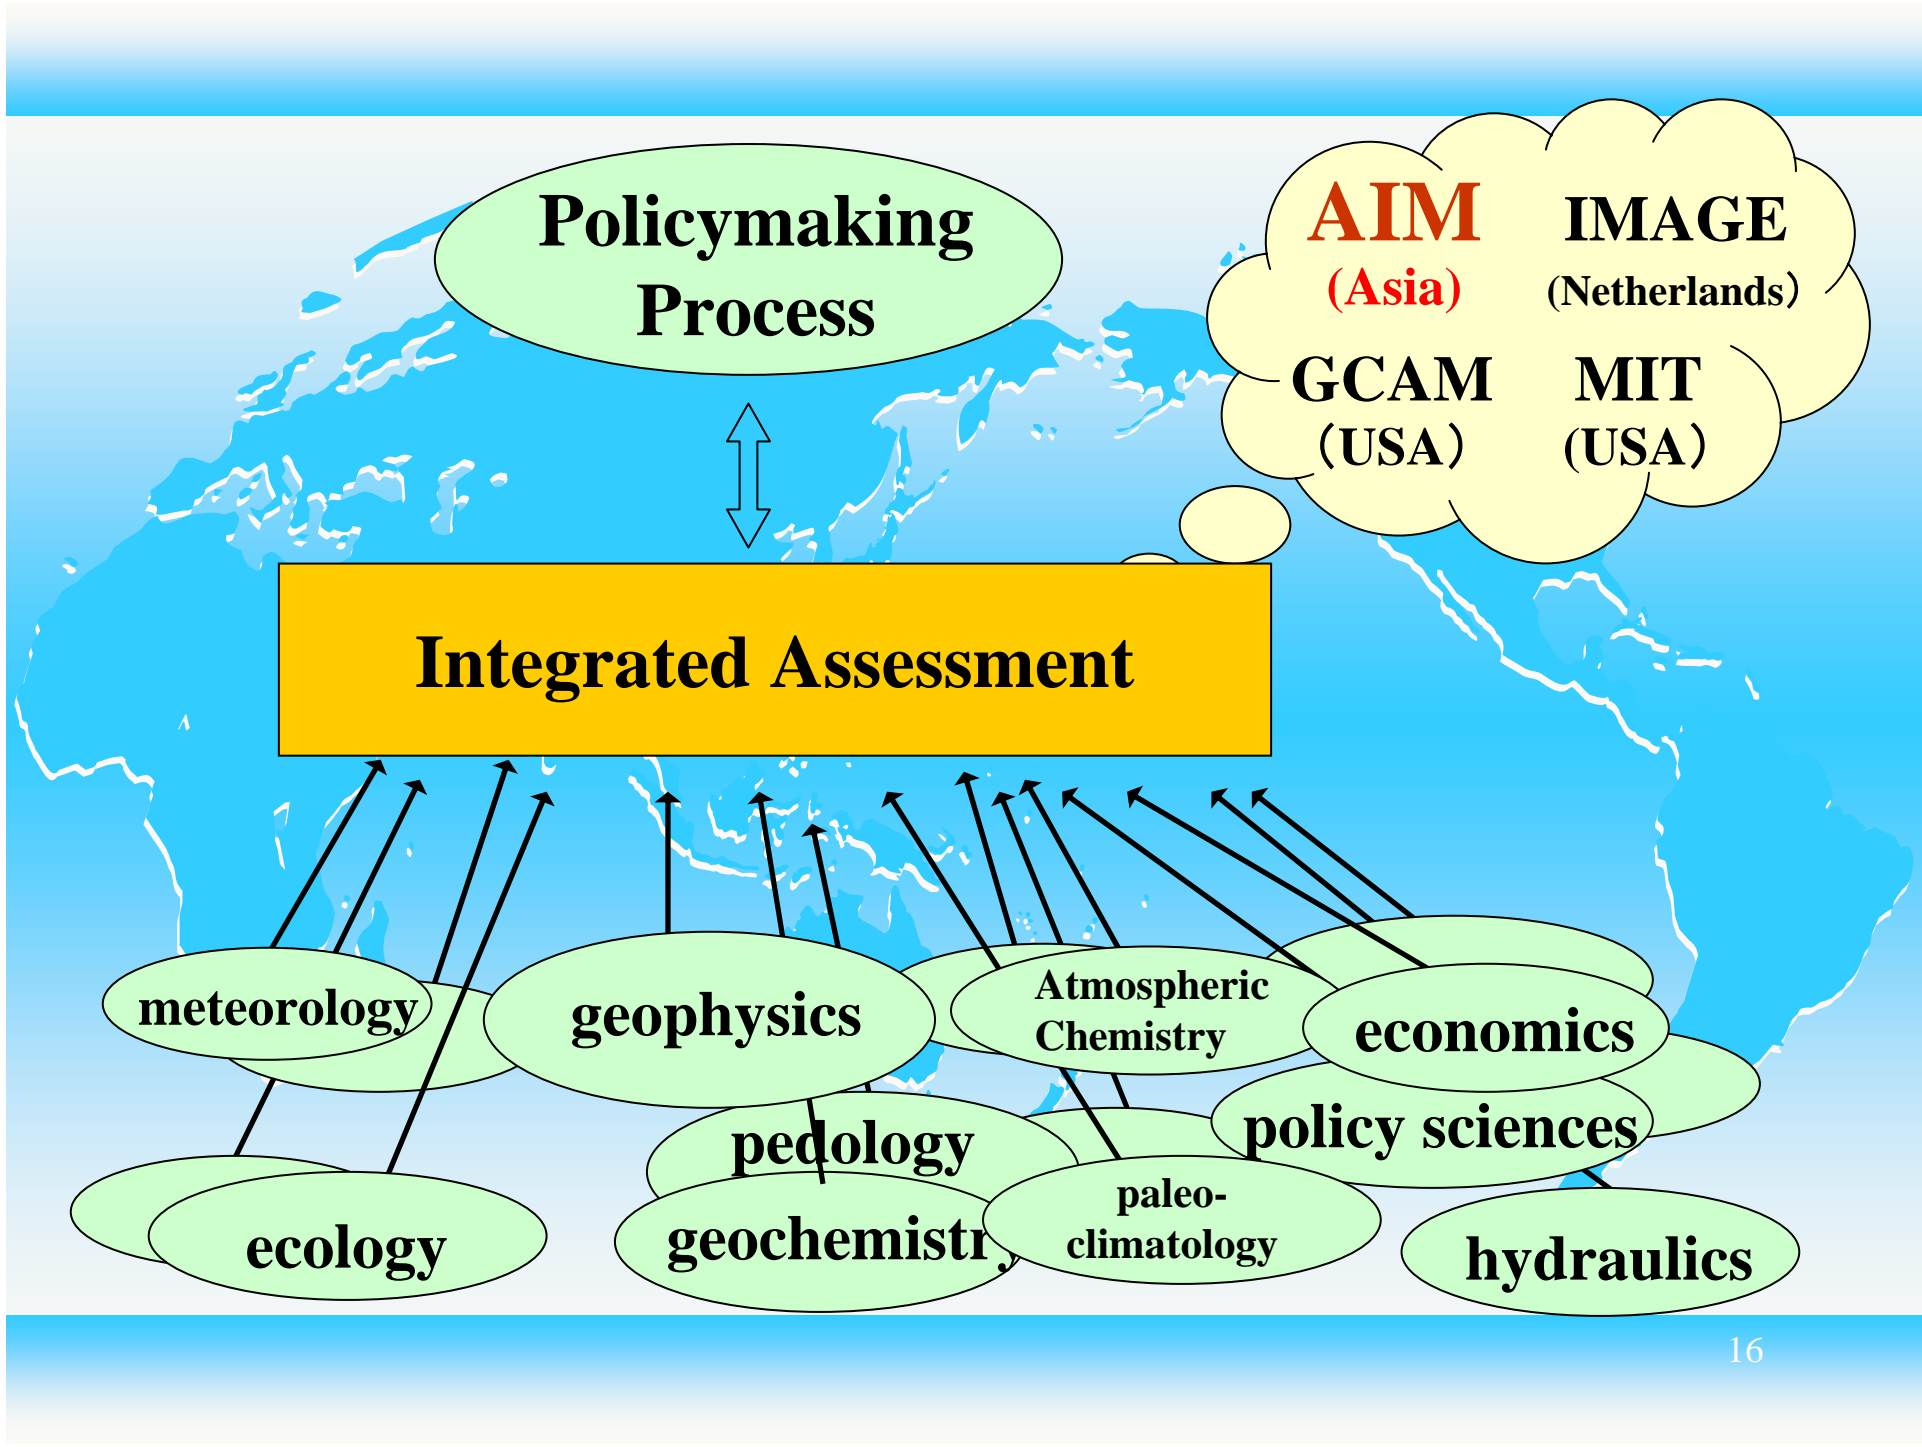 Policymaking
Process
AIM IMAGE
(Asia) (Netherlands）
GCAM MIT
（USA） (USA）
Integrated Assessment
meteorology
geophysics
Atmospheric
Chemistry
economics
pedology
policy sciences
ecology
geochemistry
paleo-
climatology
hydraulics
16